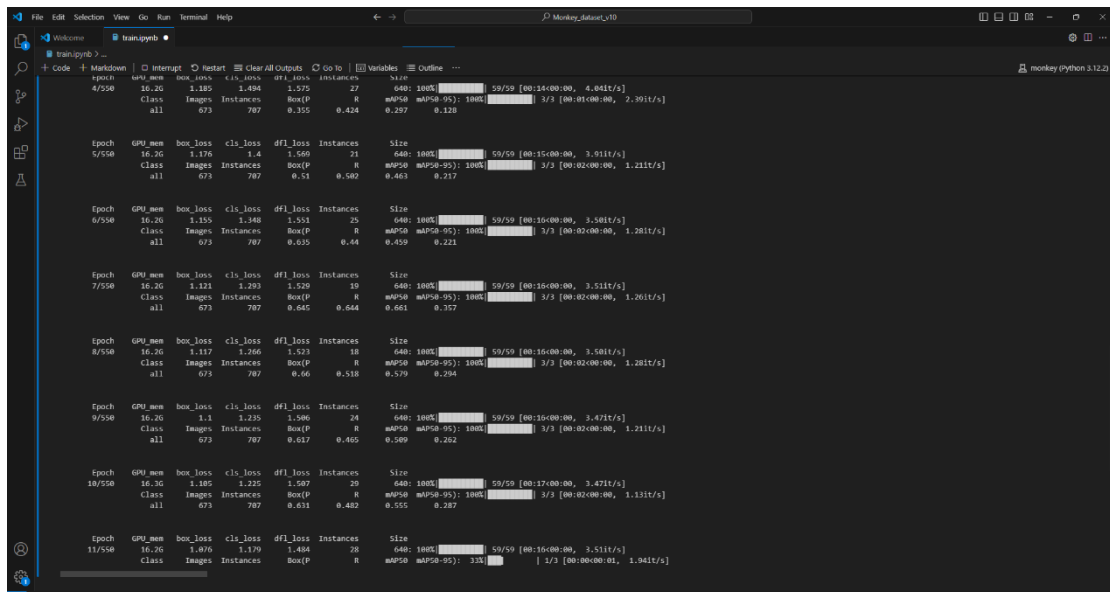 File Edit Selection View Go Run Terminal Help
Monkey_dataset_v10
Welcome train.ipynb
train.ipynb > ...
+ Code + Markdown Interrupt Restart Clear All Outputs Go To Variables Outline ...
monkey (Python 3.12.2)
Epoch GPU_mem box_loss cls_loss dfl_loss Instances Size
4/550 16.2G 1.185 1.494 1.575 27 640: 100%| | 59/59 [00:14<00:00, 4.04it/s]
Class Images Instances Box(P R mAP50 mAP50-95): 100%| | 3/3 [00:01<00:00, 2.39it/s]
all 673 707 0.355 0.424 0.297 0.128
Epoch GPU_mem box_loss cls_loss dfl_loss Instances Size
5/550 16.2G 1.176 1.4 1.569 21 640: 100%| | 59/59 [00:15<00:00, 3.91it/s]
Class Images Instances Box(P R mAP50 mAP50-95): 100%| | 3/3 [00:02<00:00, 1.21it/s]
all 673 707 0.51 0.502 0.463 0.217
Epoch GPU_mem box_loss cls_loss dfl_loss Instances Size
6/550 16.2G 1.155 1.348 1.551 25 640: 100%| | 59/59 [00:16<00:00, 3.50it/s]
Class Images Instances Box(P R mAP50 mAP50-95): 100%| | 3/3 [00:02<00:00, 1.28it/s]
all 673 707 0.635 0.44 0.459 0.221
Epoch GPU_mem box_loss cls_loss dfl_loss Instances Size
7/550 16.2G 1.121 1.293 1.529 19 640: 100%| | 59/59 [00:16<00:00, 3.51it/s]
Class Images Instances Box(P R mAP50 mAP50-95): 100%| | 3/3 [00:02<00:00, 1.26it/s]
all 673 707 0.645 0.644 0.661 0.357
Epoch GPU_mem box_loss cls_loss dfl_loss Instances Size
8/550 16.2G 1.117 1.266 1.523 18 640: 100%| | 59/59 [00:16<00:00, 3.50it/s]
Class Images Instances Box(P R mAP50 mAP50-95): 100%| | 3/3 [00:02<00:00, 1.28it/s]
all 673 707 0.66 0.518 0.579 0.294
Epoch GPU_mem box_loss cls_loss dfl_loss Instances Size
9/550 16.2G 1.1 1.235 1.506 24 640: 100%| | 59/59 [00:16<00:00, 3.47it/s]
Class Images Instances Box(P R mAP50 mAP50-95): 100%| | 3/3 [00:02<00:00, 1.21it/s]
all 673 707 0.617 0.465 0.509 0.262
Epoch GPU_mem box_loss cls_loss dfl_loss Instances Size
10/550 16.3G 1.105 1.225 1.507 29 640: 100%| | 59/59 [00:17<00:00, 3.47it/s]
Class Images Instances Box(P R mAP50 mAP50-95): 100%| | 3/3 [00:02<00:00, 1.13it/s]
all 673 707 0.631 0.482 0.555 0.287
Epoch GPU_mem box_loss cls_loss dfl_loss Instances Size
11/550 16.2G 1.076 1.179 1.484 28 640: 100%| | 59/59 [00:16<00:00, 3.51it/s]
Class Images Instances Box(P R mAP50 mAP50-95): 33%| | 1/3 [00:00<00:01, 1.94it/s]